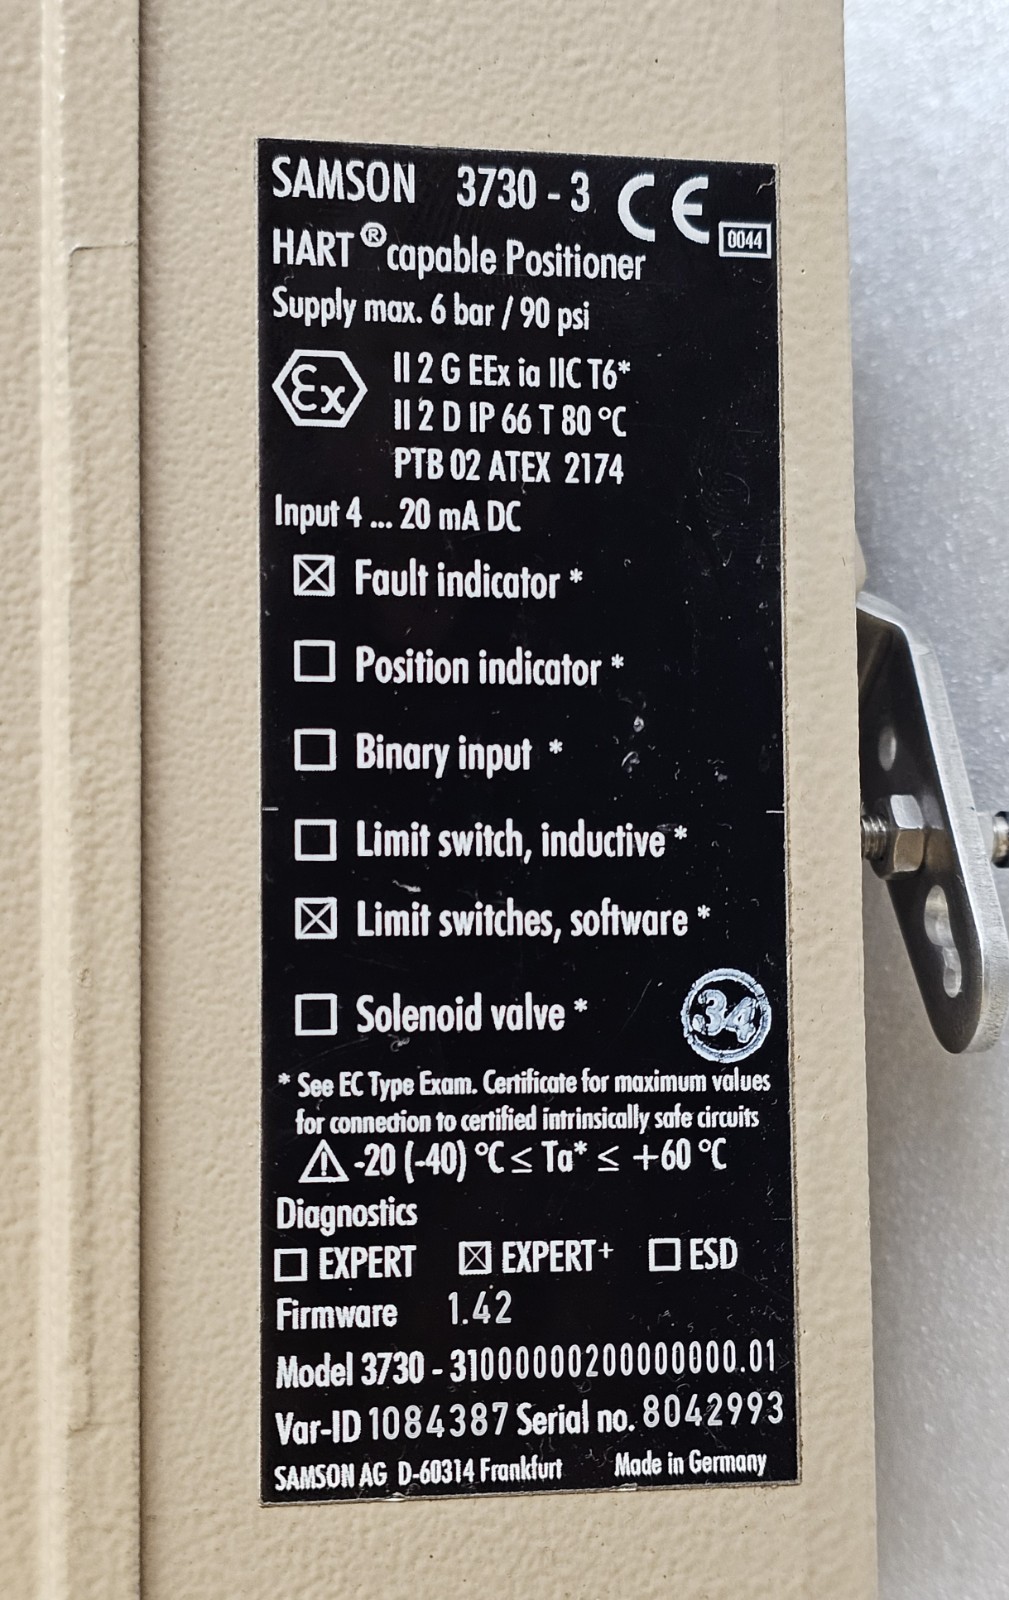 SAMSON 3730 - 3 CE 0044
HART® capable Positioner
Supply max. 6 bar / 90 psi
Ex II 2 G EEx ia IIC T6*
II 2 D IP 66 T 80 °C
PTB 02 ATEX 2174
Input 4 ... 20 mA DC
☒ Fault indicator *
☐ Position indicator *
☐ Binary input *
☐ Limit switch, inductive *
☒ Limit switches, software *
☐ Solenoid valve * 34
* See EC Type Exam. Certificate for maximum values
for connection to certified intrinsically safe circuits
⚠ -20 (-40) °C ≤ Ta* ≤ +60 °C
Diagnostics
☐ EXPERT ☒ EXPERT+ ☐ ESD
Firmware 1.42
Model 3730 - 31000000200000000.01
Var-ID 1084387 Serial no. 8042993
SAMSON AG D-60314 Frankfurt Made in Germany